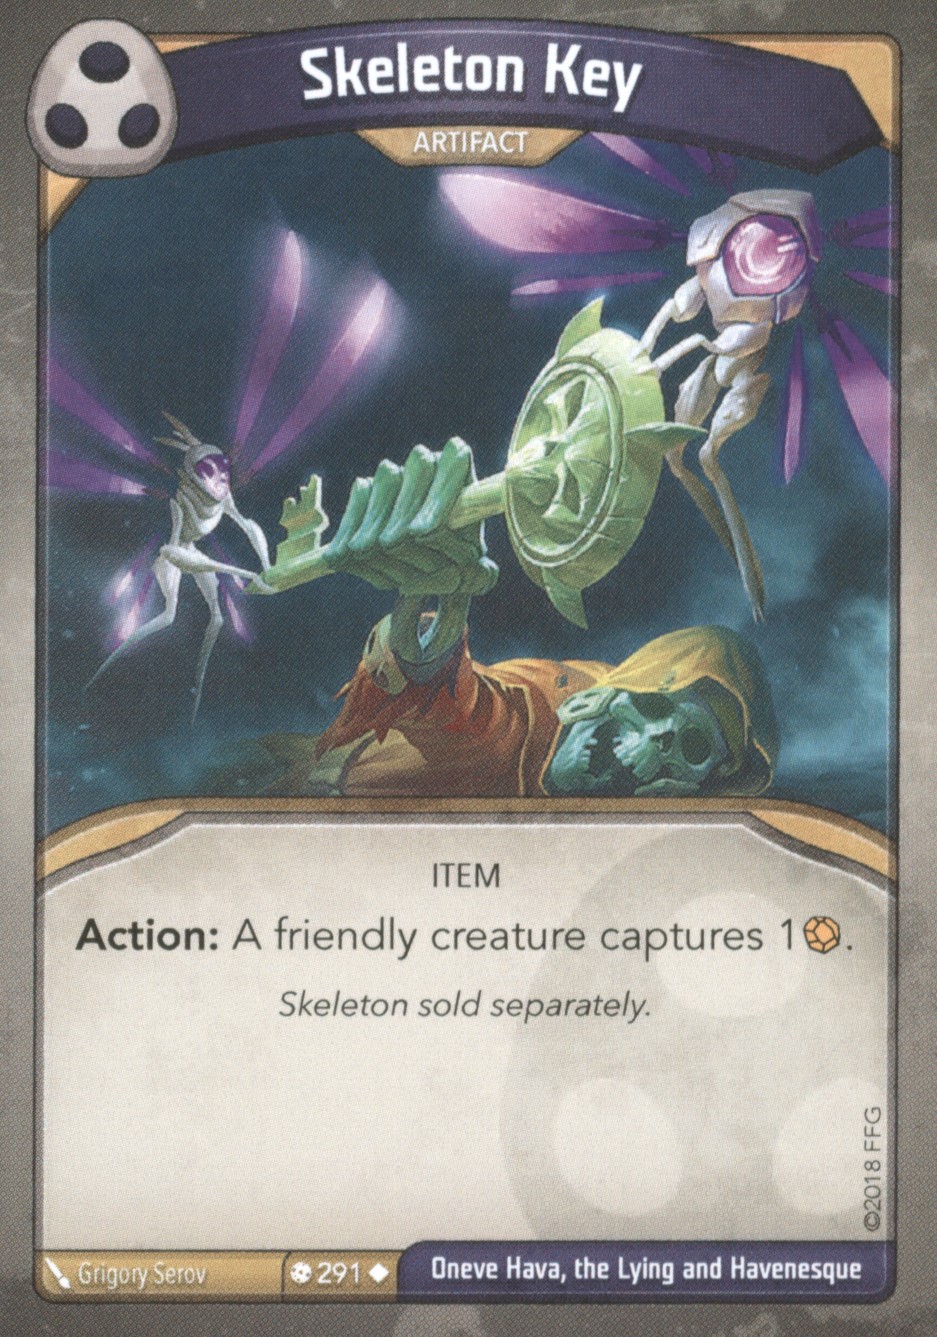 Skeleton Key
ARTIFACT
ITEM
Action: A friendly creature captures 1.
Skeleton sold separately.
©2018 FFG
Grigory Serov
291
Oneve Hava, the Lying and Havenesque